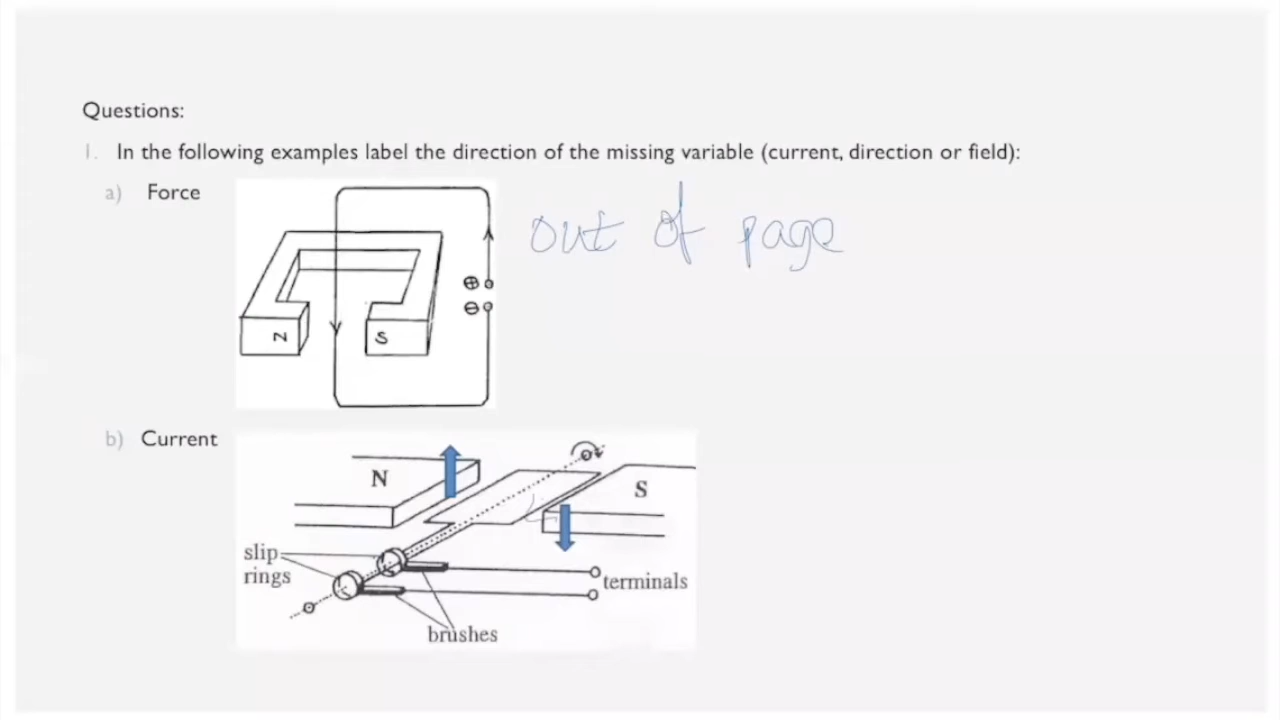 Questions:
1. In the following examples label the direction of the missing variable (current, direction or field):
a) Force
out of page
N
S
b) Current
N
S
slip rings
terminals
brushes